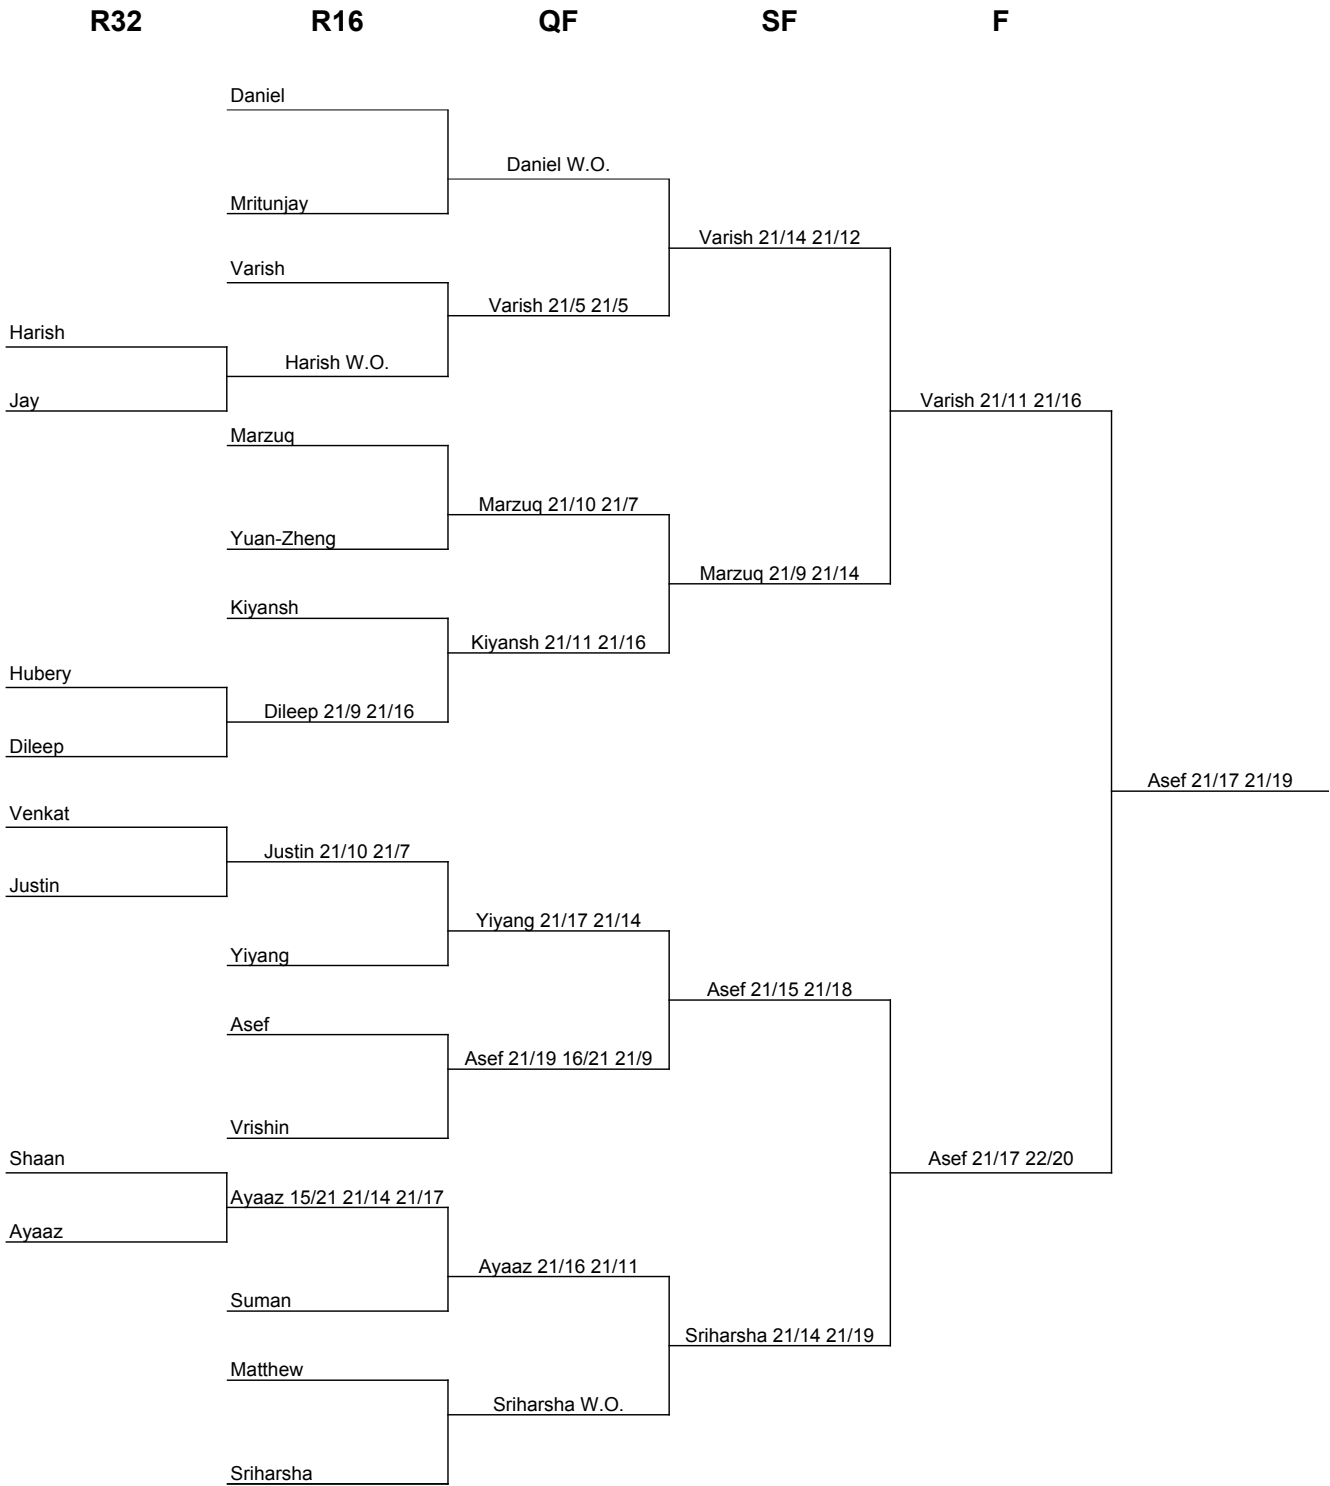 R32 R16 QF SF F
Daniel
Daniel W.O.
Mritunjay
Varish 21/14 21/12
Varish
Varish 21/5 21/5
Harish
Harish W.O.
Jay
Varish 21/11 21/16
Marzuq
Marzuq 21/10 21/7
Yuan-Zheng
Marzuq 21/9 21/14
Kiyansh
Kiyansh 21/11 21/16
Hubery
Dileep 21/9 21/16
Dileep
Asef 21/17 21/19
Venkat
Justin 21/10 21/7
Justin
Yiyang 21/17 21/14
Yiyang
Asef 21/15 21/18
Asef
Asef 21/19 16/21 21/9
Vrishin
Shaan
Asef 21/17 22/20
Ayaaz 15/21 21/14 21/17
Ayaaz
Ayaaz 21/16 21/11
Suman
Sriharsha 21/14 21/19
Matthew
Sriharsha W.O.
Sriharsha